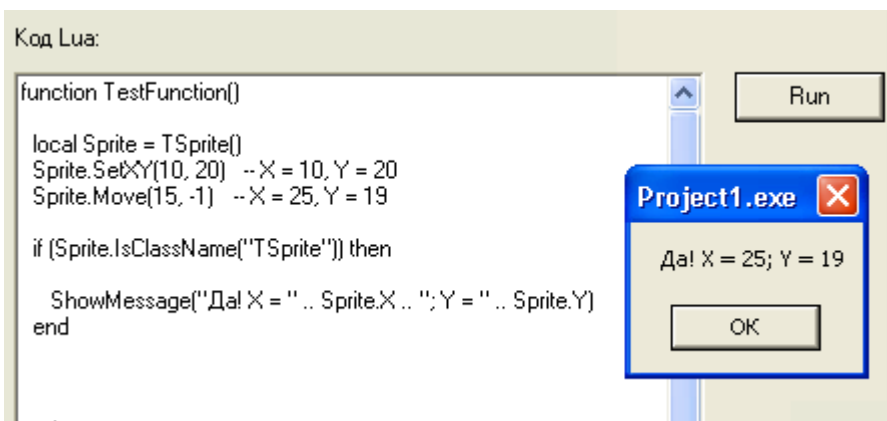 Код Lua:
function TestFunction()
local Sprite = TSprite()
Sprite.SetXY(10, 20) -- X = 10, Y = 20
Sprite.Move(15, -1) -- X = 25, Y = 19
if (Sprite.IsClassName("TSprite")) then
ShowMessage("Да! X = " .. Sprite.X .. "; Y = " .. Sprite.Y)
end
Run
Project1.exe
Да! X = 25; Y = 19
OK